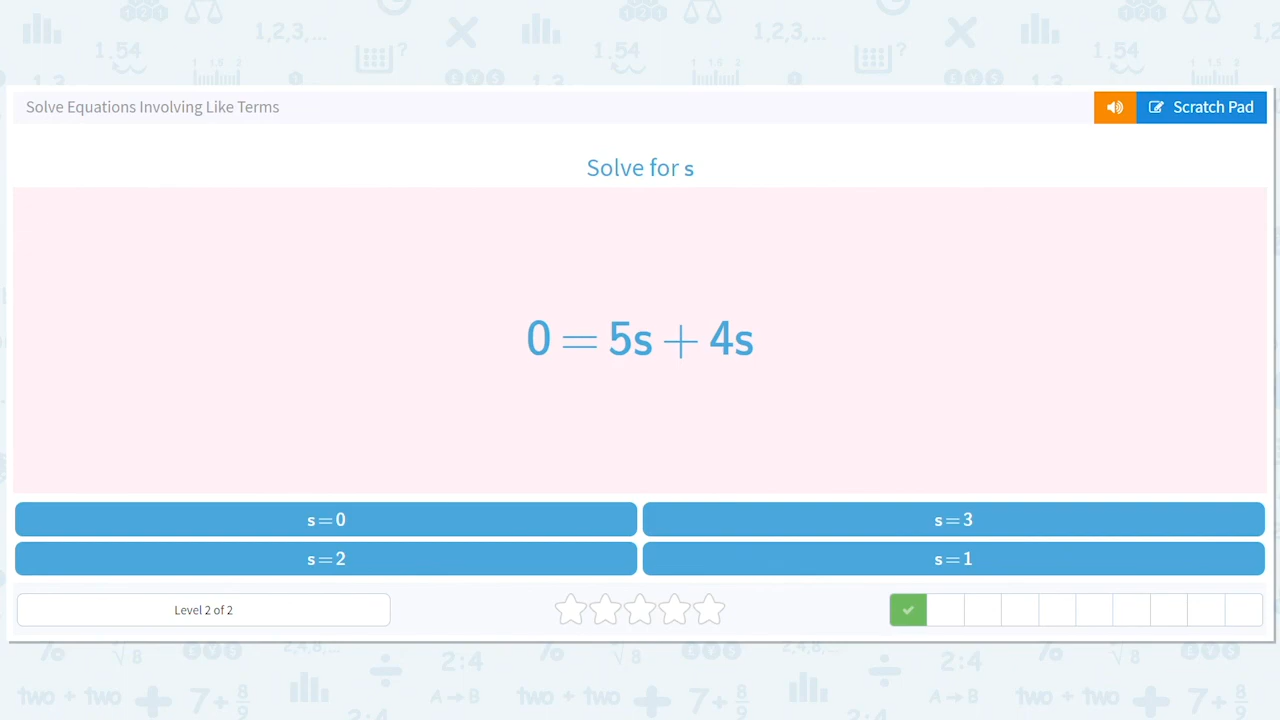 Solve Equations Involving Like Terms
Scratch Pad
Solve for s
0 = 5s + 4s
s = 0
s = 3
s = 2
s = 1
Level 2 of 2